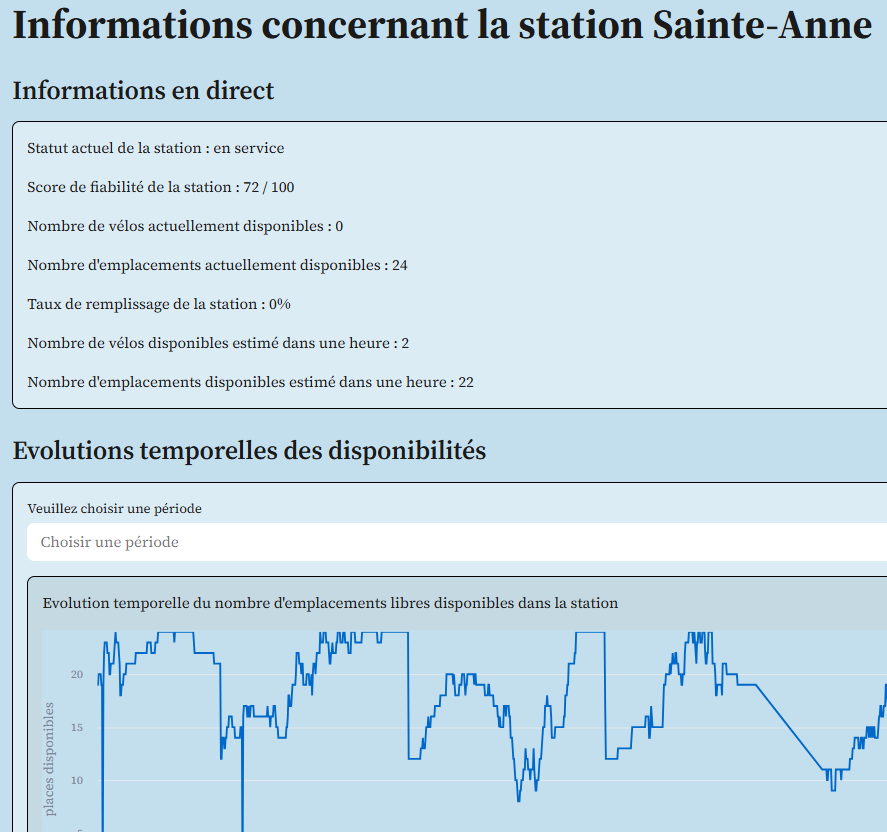 Informations concernant la station Sainte-Anne
Informations en direct
Statut actuel de la station : en service
Score de fiabilité de la station : 72 / 100
Nombre de vélos actuellement disponibles : 0
Nombre d'emplacements actuellement disponibles : 24
Taux de remplissage de la station : 0%
Nombre de vélos disponibles estimé dans une heure : 2
Nombre d'emplacements disponibles estimé dans une heure : 22
Evolutions temporelles des disponibilités
Veuillez choisir une période
Choisir une période
Evolution temporelle du nombre d'emplacements libres disponibles dans la station
20
15
10
places disponibles